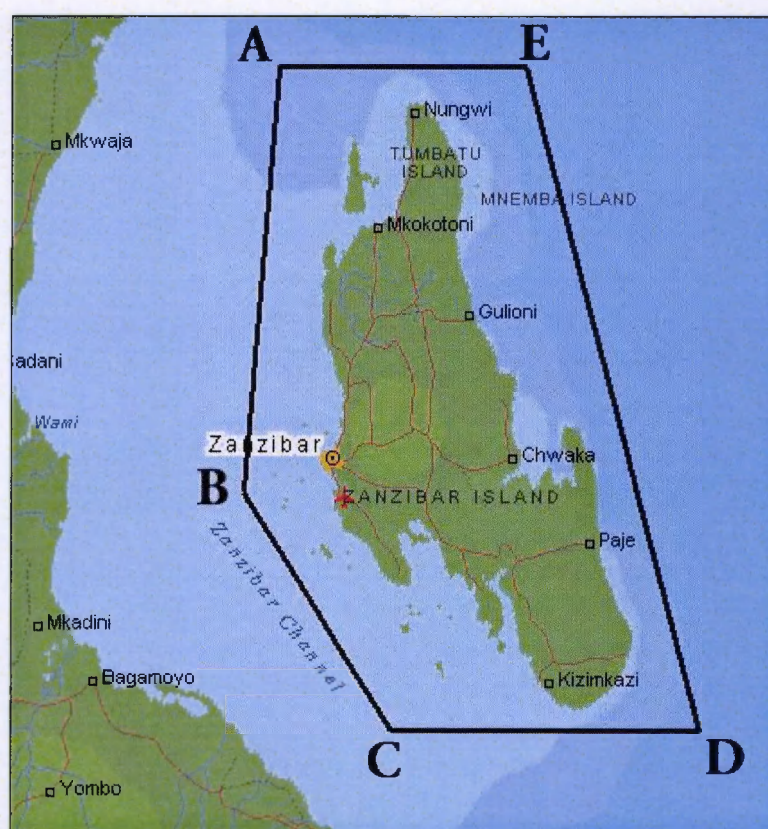 A
E
Nungwi
Mkwaja
TUMBATU
ISLAND
MNEMBA ISLAND
Mkokotoni
Gulioni
Sadani
Wami
Zanzibar
Chwaka
B
ZANZIBAR ISLAND
Zanzibar Channel
Paje
Mkadini
Bagamoyo
Kizimkazi
C
D
Yombo